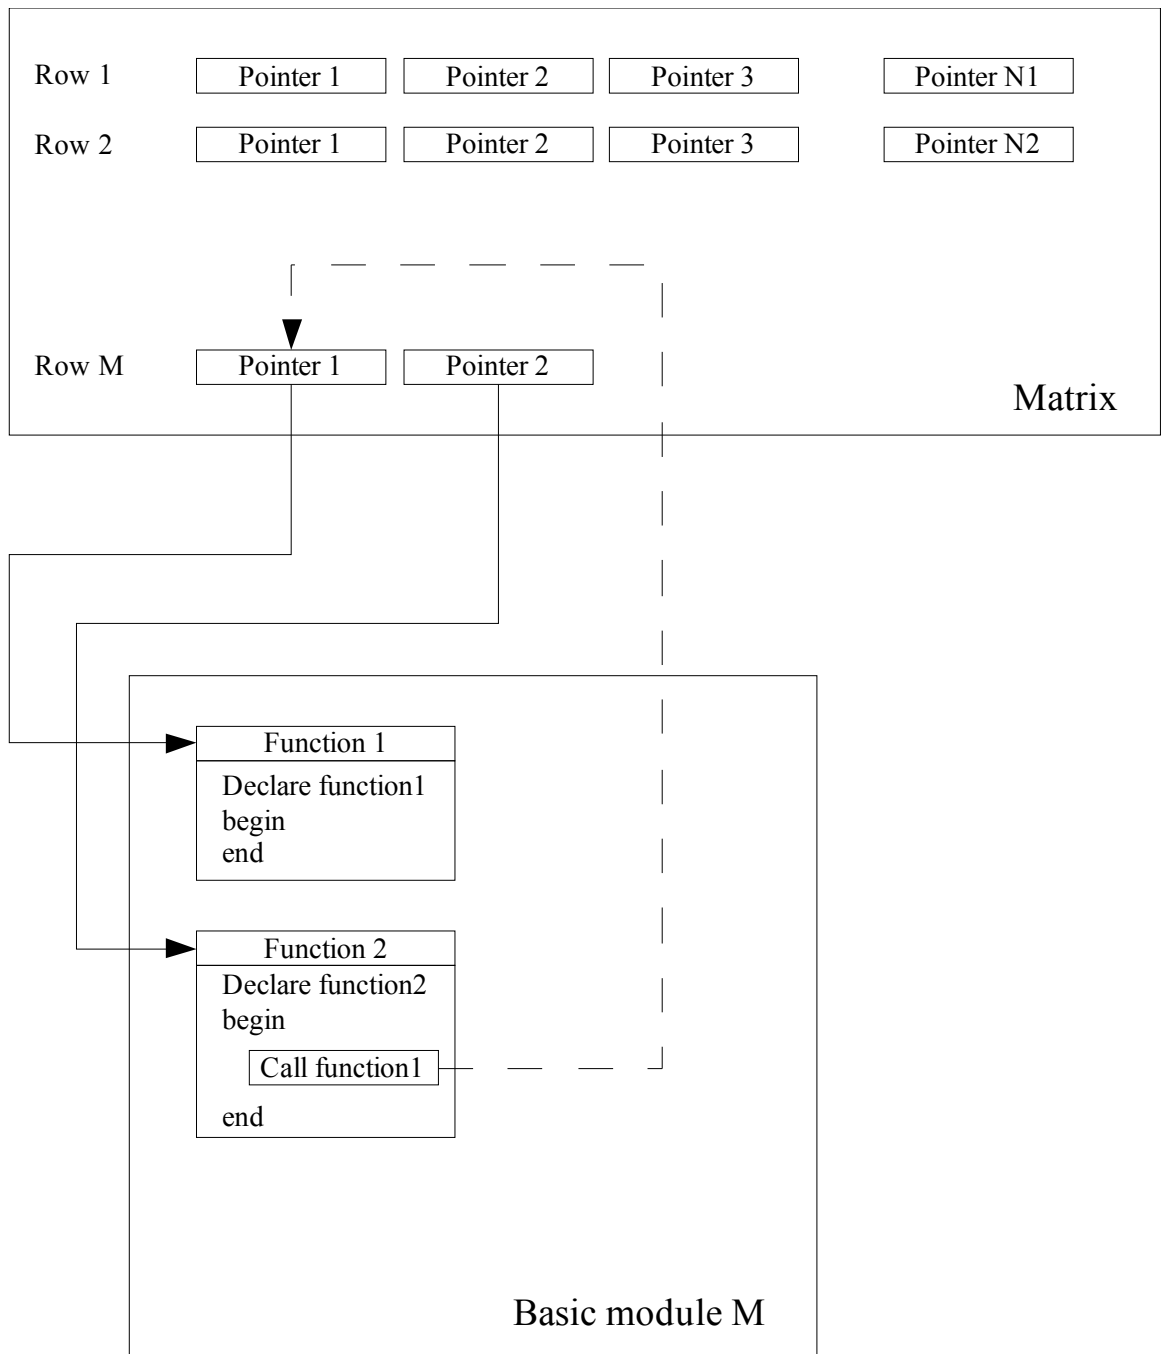 Row 1 Pointer 1 Pointer 2 Pointer 3 Pointer N1
Row 2 Pointer 1 Pointer 2 Pointer 3 Pointer N2
Row M Pointer 1 Pointer 2
Matrix
Function 1
Declare function1
begin
end
Function 2
Declare function2
begin
Call function1
end
Basic module M